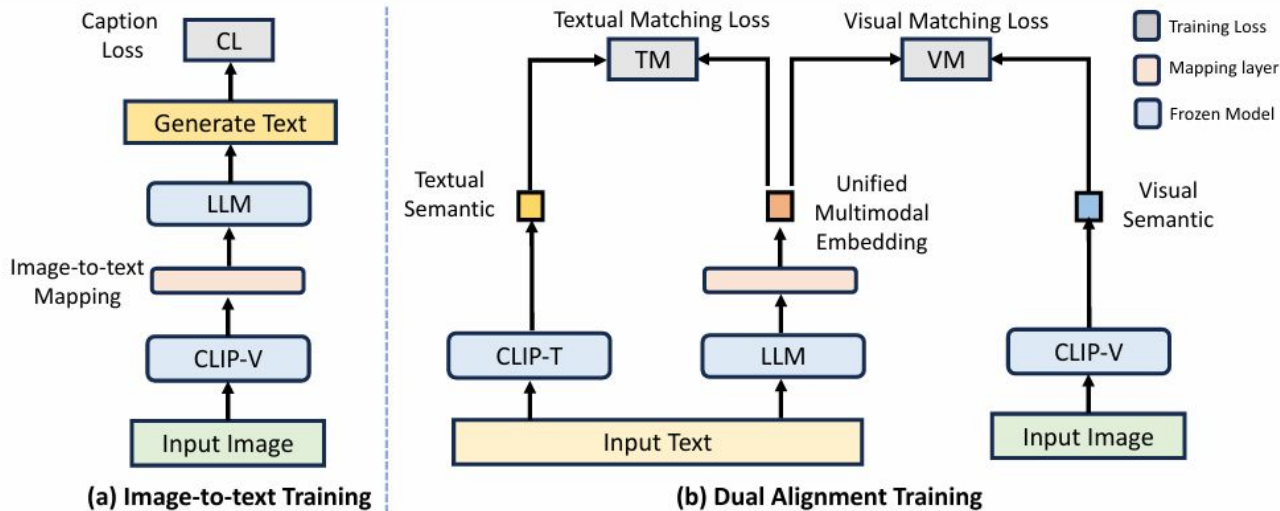 Caption
Loss
CL
Generate Text
LLM
Image-to-text
Mapping
CLIP-V
Input Image
(a) Image-to-text Training
Textual Matching Loss
Visual Matching Loss
TM
VM
Training Loss
Mapping layer
Frozen Model
Textual
Semantic
Unified
Multimodal
Embedding
Visual
Semantic
CLIP-T
LLM
CLIP-V
Input Text
Input Image
(b) Dual Alignment Training